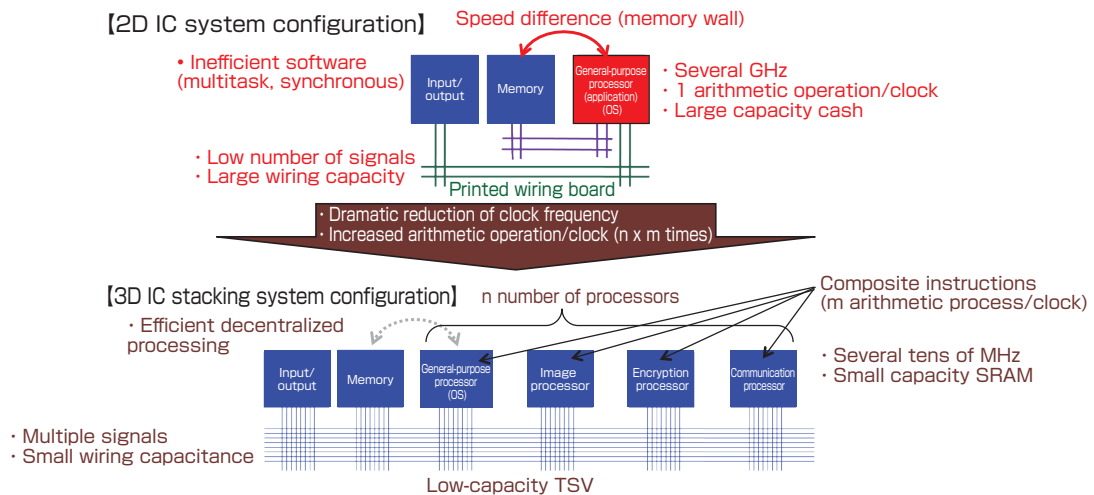 【2D IC system configuration】
Speed difference (memory wall)
• Inefficient software
(multitask, synchronous)
Input/
output
Memory
General-purpose
processor
(application)
(OS)
· Several GHz
· 1 arithmetic operation/clock
· Large capacity cash
· Low number of signals
· Large wiring capacity
Printed wiring board
· Dramatic reduction of clock frequency
· Increased arithmetic operation/clock (n x m times)
【3D IC stacking system configuration】
n number of processors
Composite instructions
(m arithmetic process/clock)
· Efficient decentralized
processing
Input/
output
Memory
General-purpose
processor
(OS)
Image
processor
Encryption
processor
Communication
processor
· Several tens of MHz
· Small capacity SRAM
· Multiple signals
· Small wiring capacitance
Low-capacity TSV